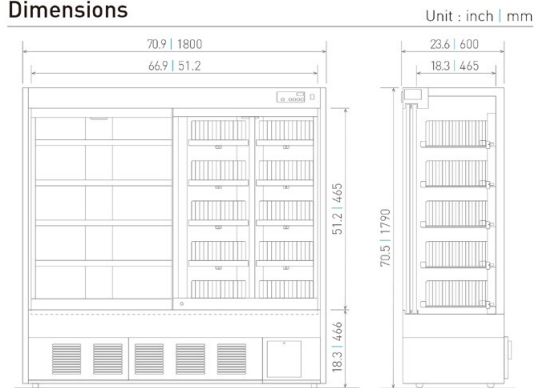 Dimensions
Unit : inch | mm
70.9 | 1800
66.9 | 51.2
23.6 | 600
18.3 | 465
51.2 | 465
70.5 | 1790
18.3 | 466